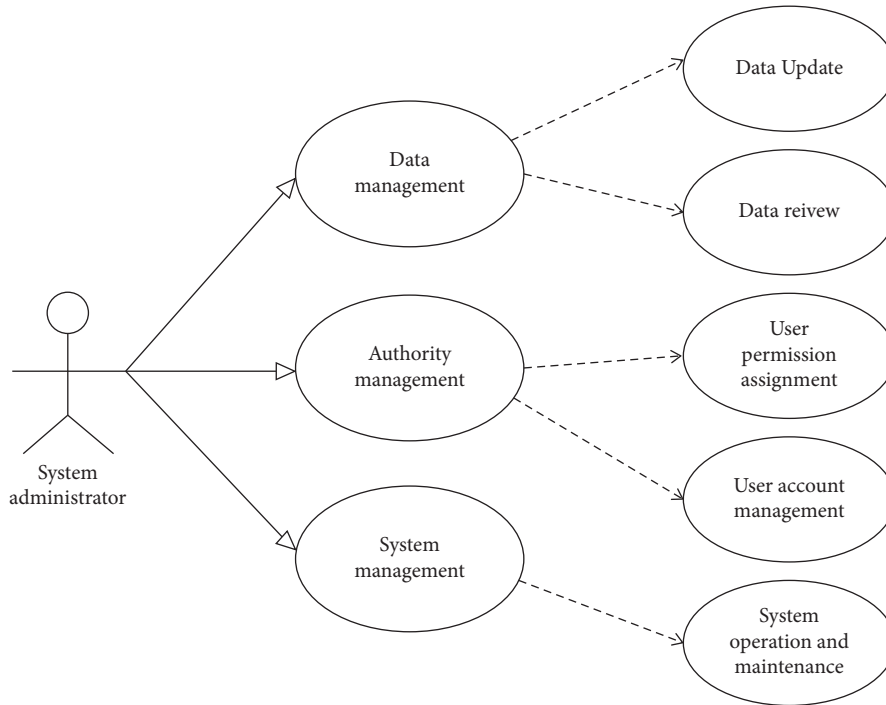 Data Update
Data
management
Data reivew
User
permission
assignment
Authority
management
System
administrator
User account
management
System
management
System
operation and
maintenance